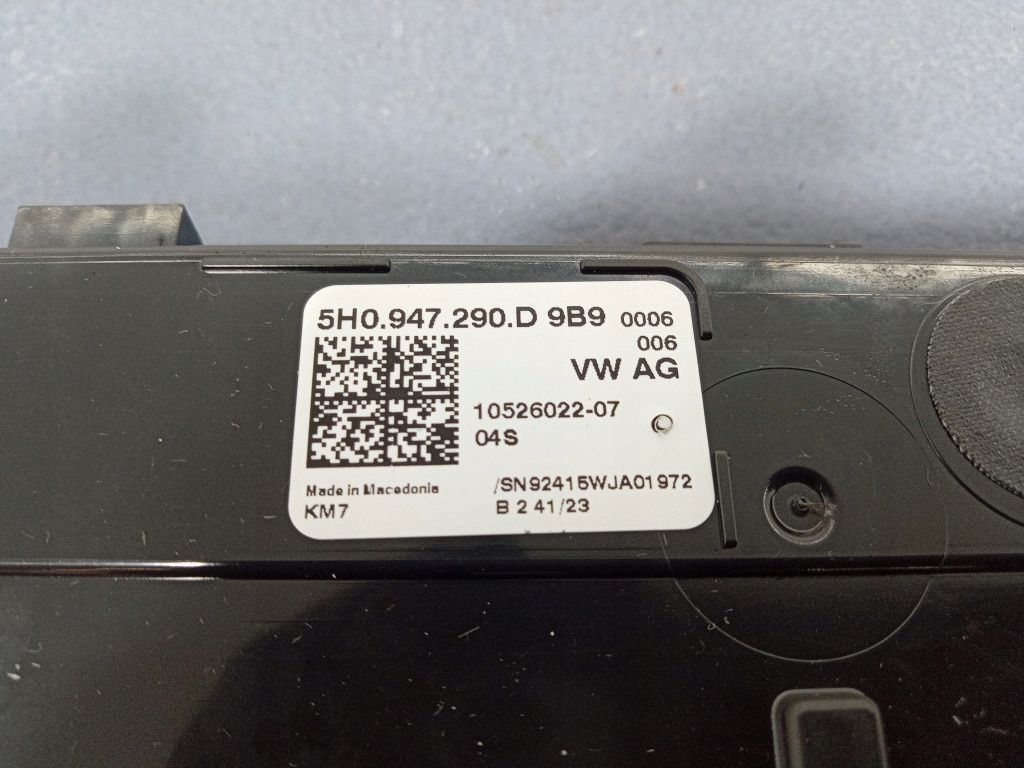 5H0.947.290.D 9B9 0006
006
VW AG
10526022-07
04S
Made in Macedonia
/SN92415WJA01972
KM7
B 2 41/23